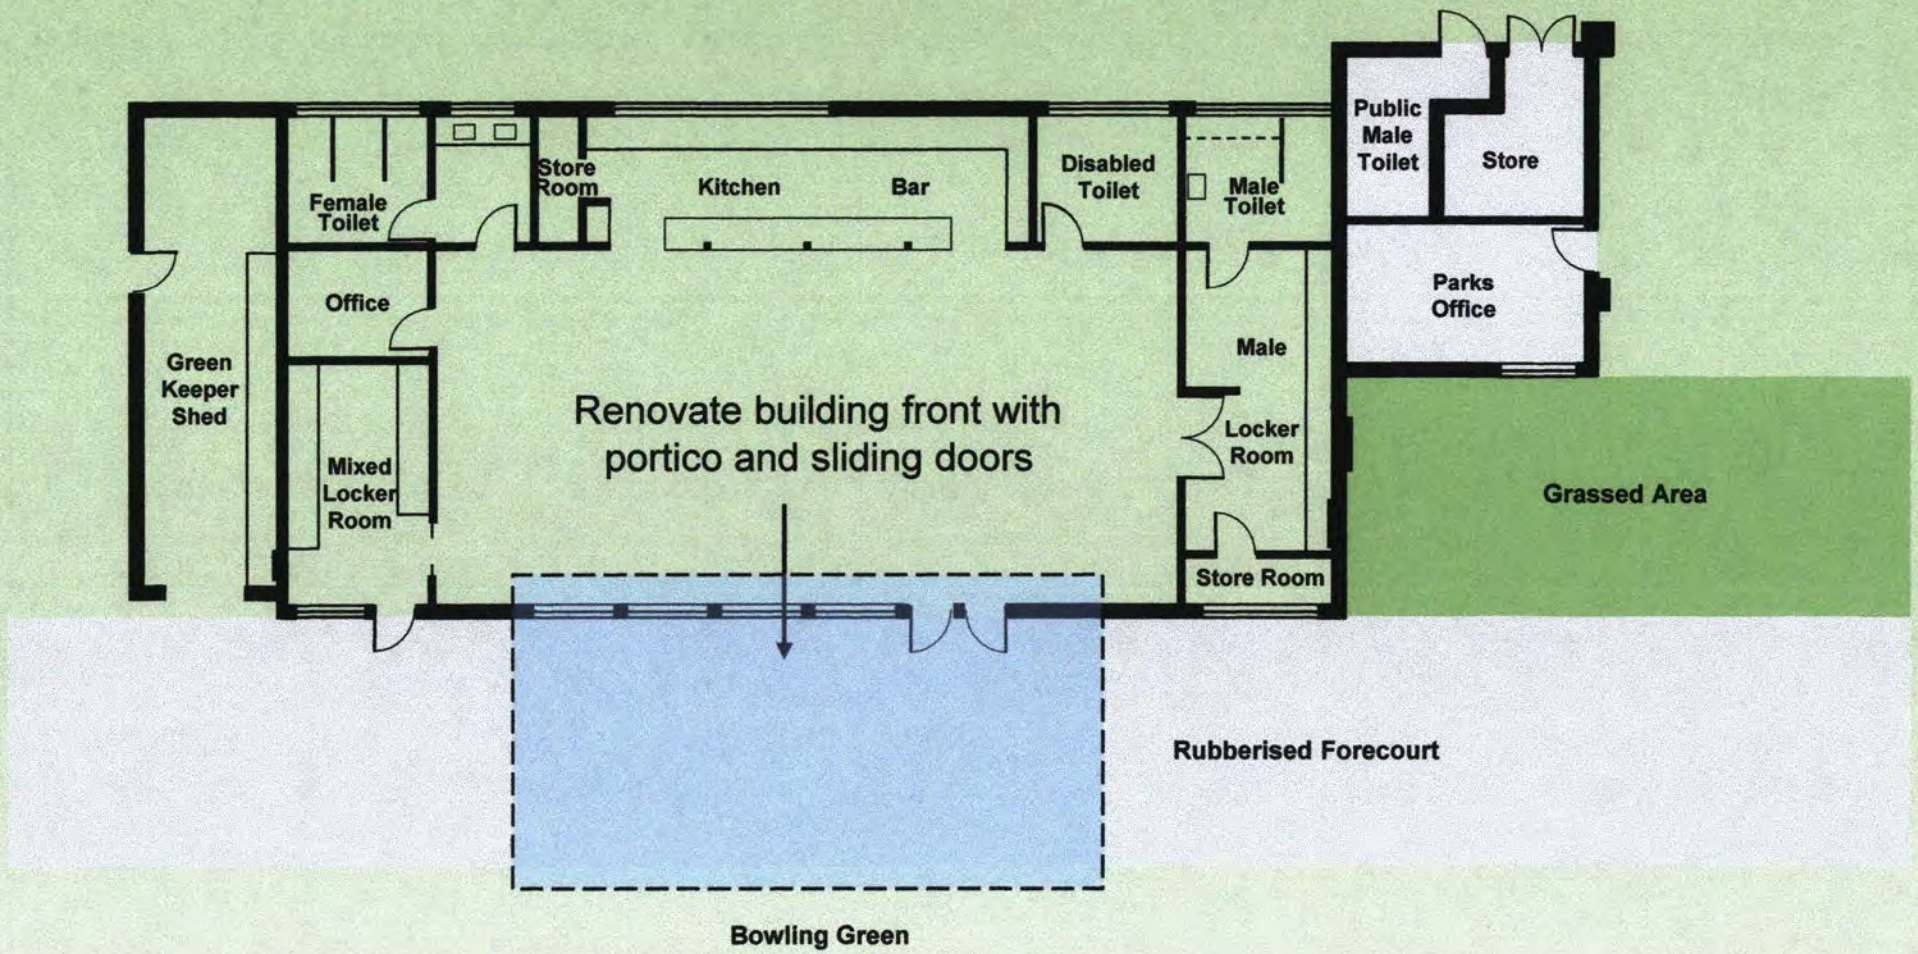 Public
Male
Toilet
Store
Store
Room
Kitchen
Bar
Disabled
Toilet
Male
Toilet
Female
Toilet
Office
Parks
Office
Green
Keeper
Shed
Male
Locker
Room
Renovate building front with
portico and sliding doors
Mixed
Locker
Room
Grassed Area
Store Room
Rubberised Forecourt
Bowling Green